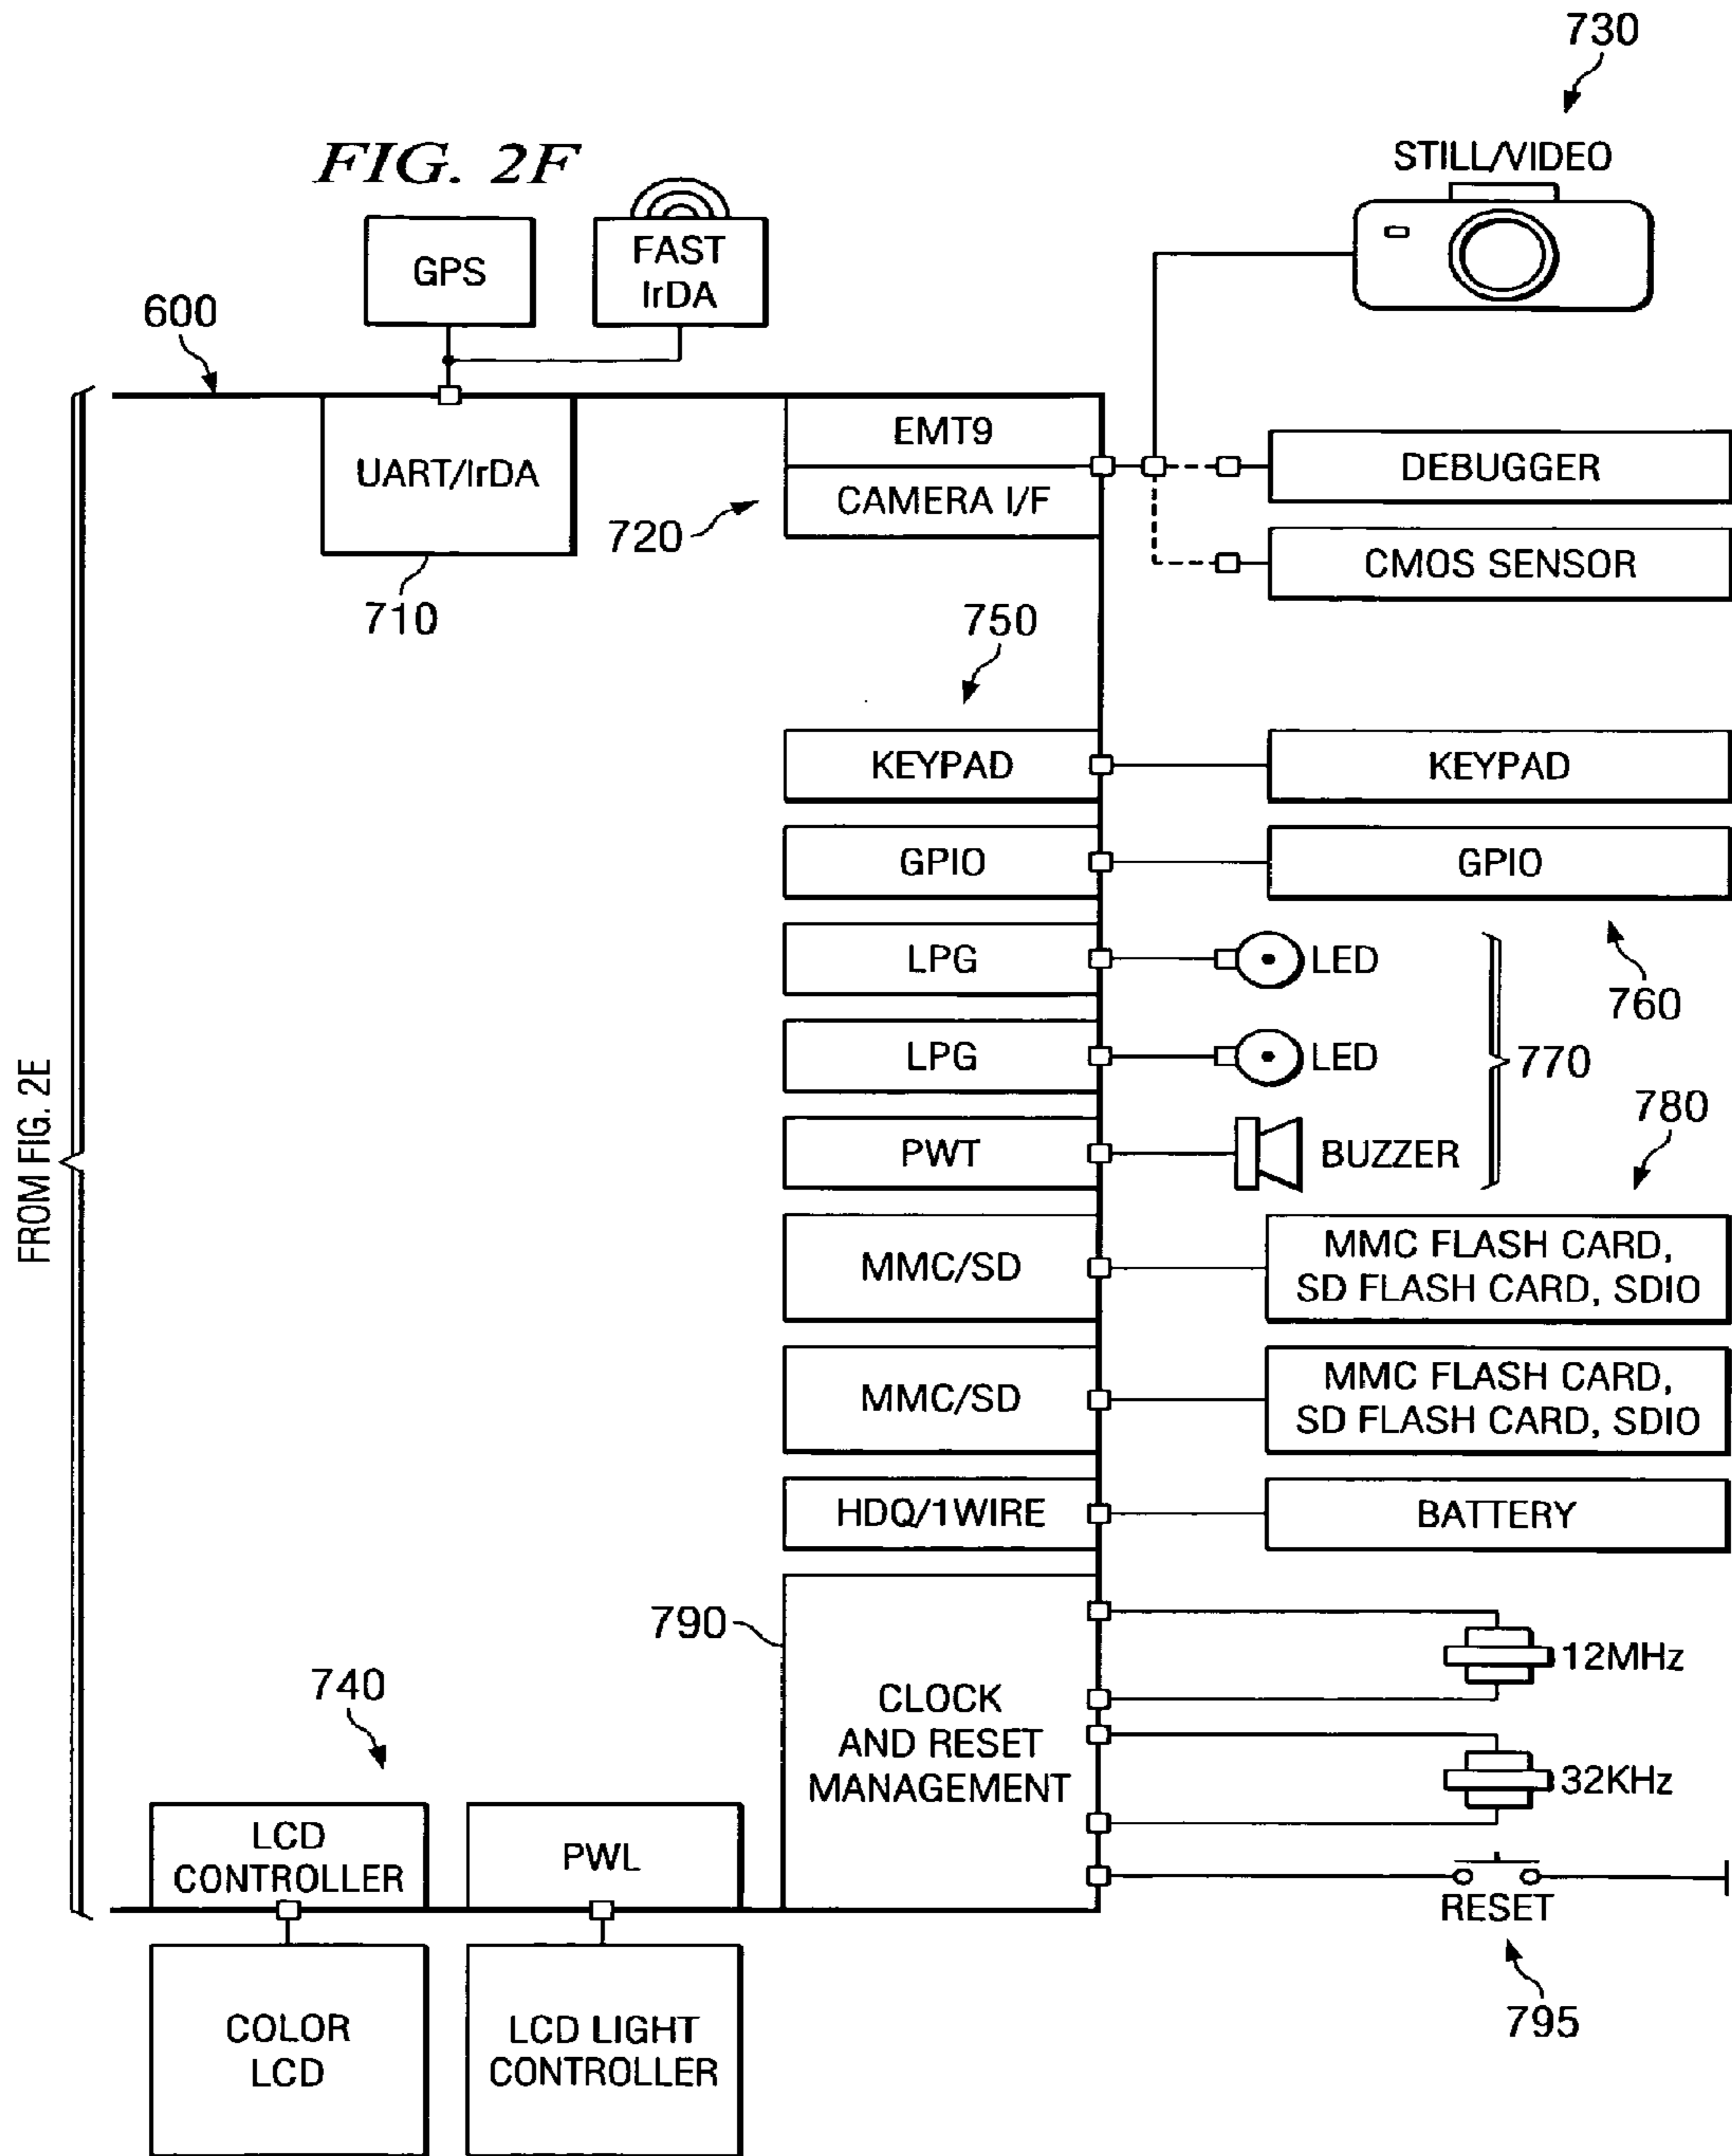 730
STILL/VIDEO
FIG. 2F
GPS
FAST
IrDA
600
UART/IrDA
710
EMT9
CAMERA I/F
720
DEBUGGER
CMOS SENSOR
750
KEYPAD
KEYPAD
GPIO
GPIO
760
LPG
LED
LPG
LED
770
PWT
BUZZER
780
FROM FIG. 2E
MMC/SD
MMC FLASH CARD,
SD FLASH CARD, SDIO
MMC/SD
MMC FLASH CARD,
SD FLASH CARD, SDIO
HDQ/1WIRE
BATTERY
790
CLOCK
AND RESET
MANAGEMENT
12MHz
32KHz
RESET
795
740
LCD
CONTROLLER
PWL
COLOR
LCD
LCD LIGHT
CONTROLLER